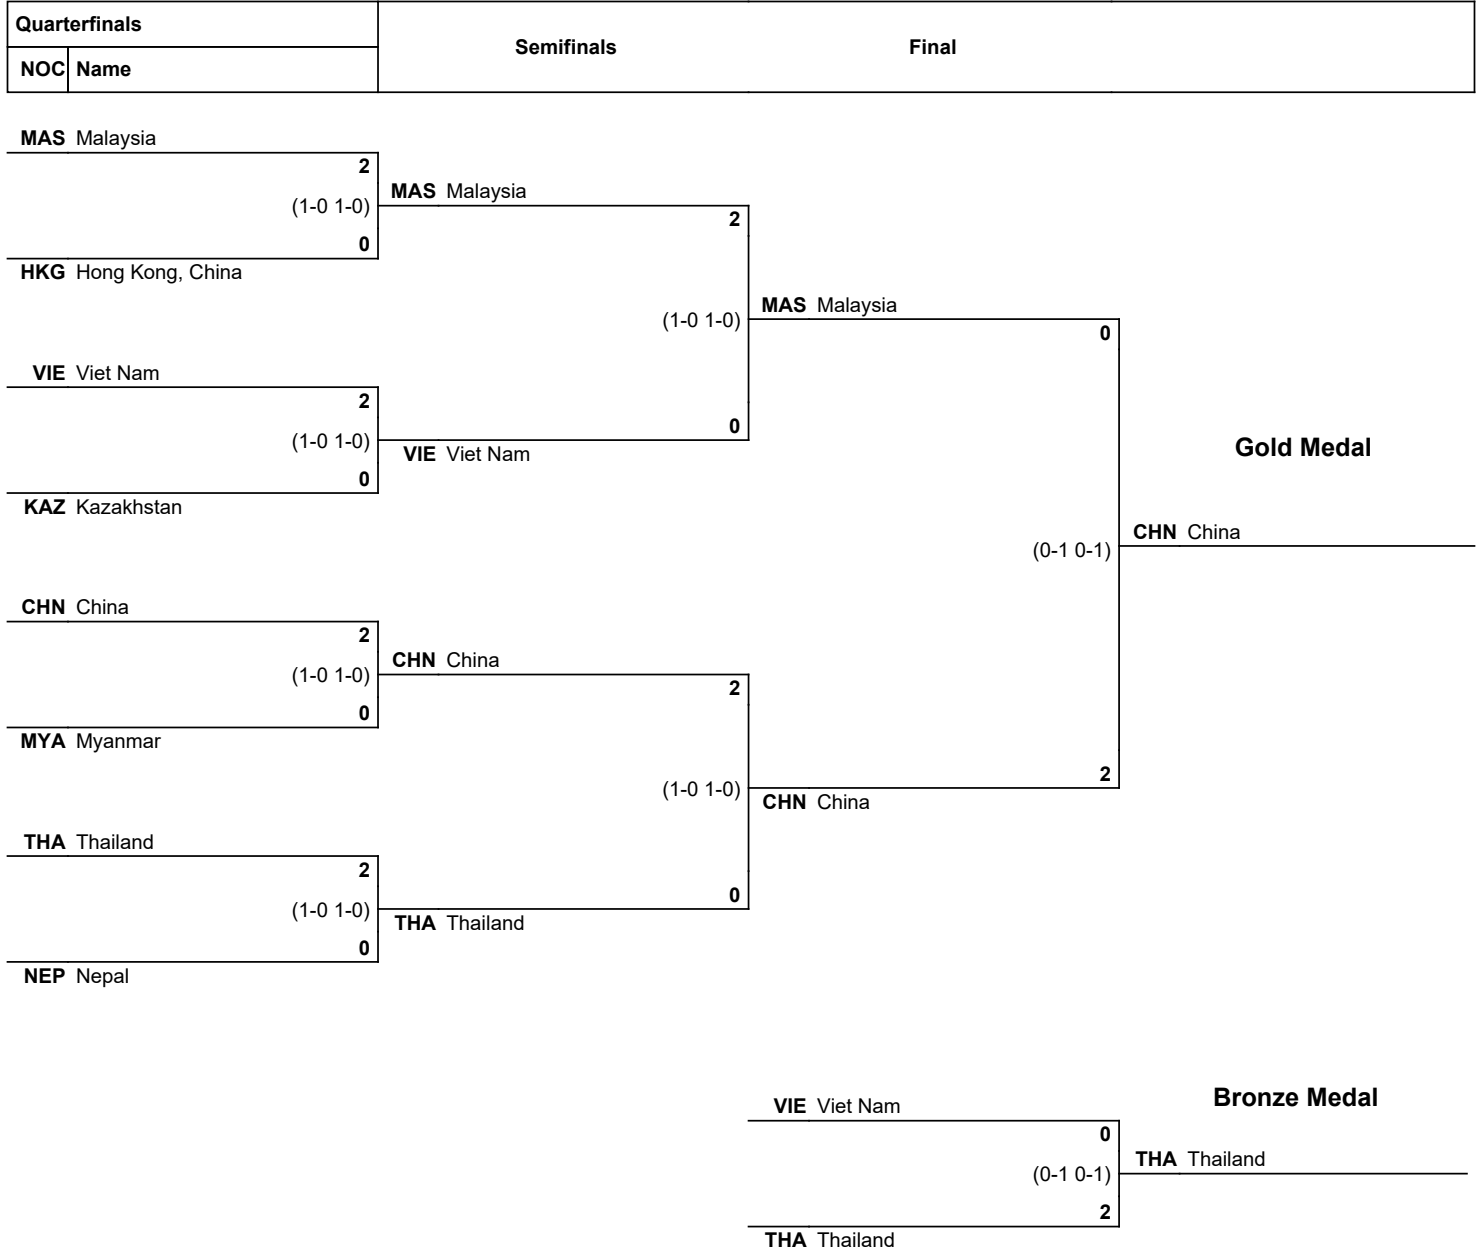 Quarterfinals
Semifinals
Final
NOC Name
MAS Malaysia
2
(1-0 1-0)
0
HKG Hong Kong, China
MAS Malaysia
2
(1-0 1-0)
0
VIE Viet Nam
VIE Viet Nam
2
(1-0 1-0)
0
KAZ Kazakhstan
MAS Malaysia
0
(0-1 0-1)
2
CHN China
Gold Medal
CHN China
CHN China
2
(1-0 1-0)
0
MYA Myanmar
CHN China
2
(1-0 1-0)
0
THA Thailand
THA Thailand
2
(1-0 1-0)
0
NEP Nepal
Bronze Medal
VIE Viet Nam
0
(0-1 0-1)
2
THA Thailand
THA Thailand